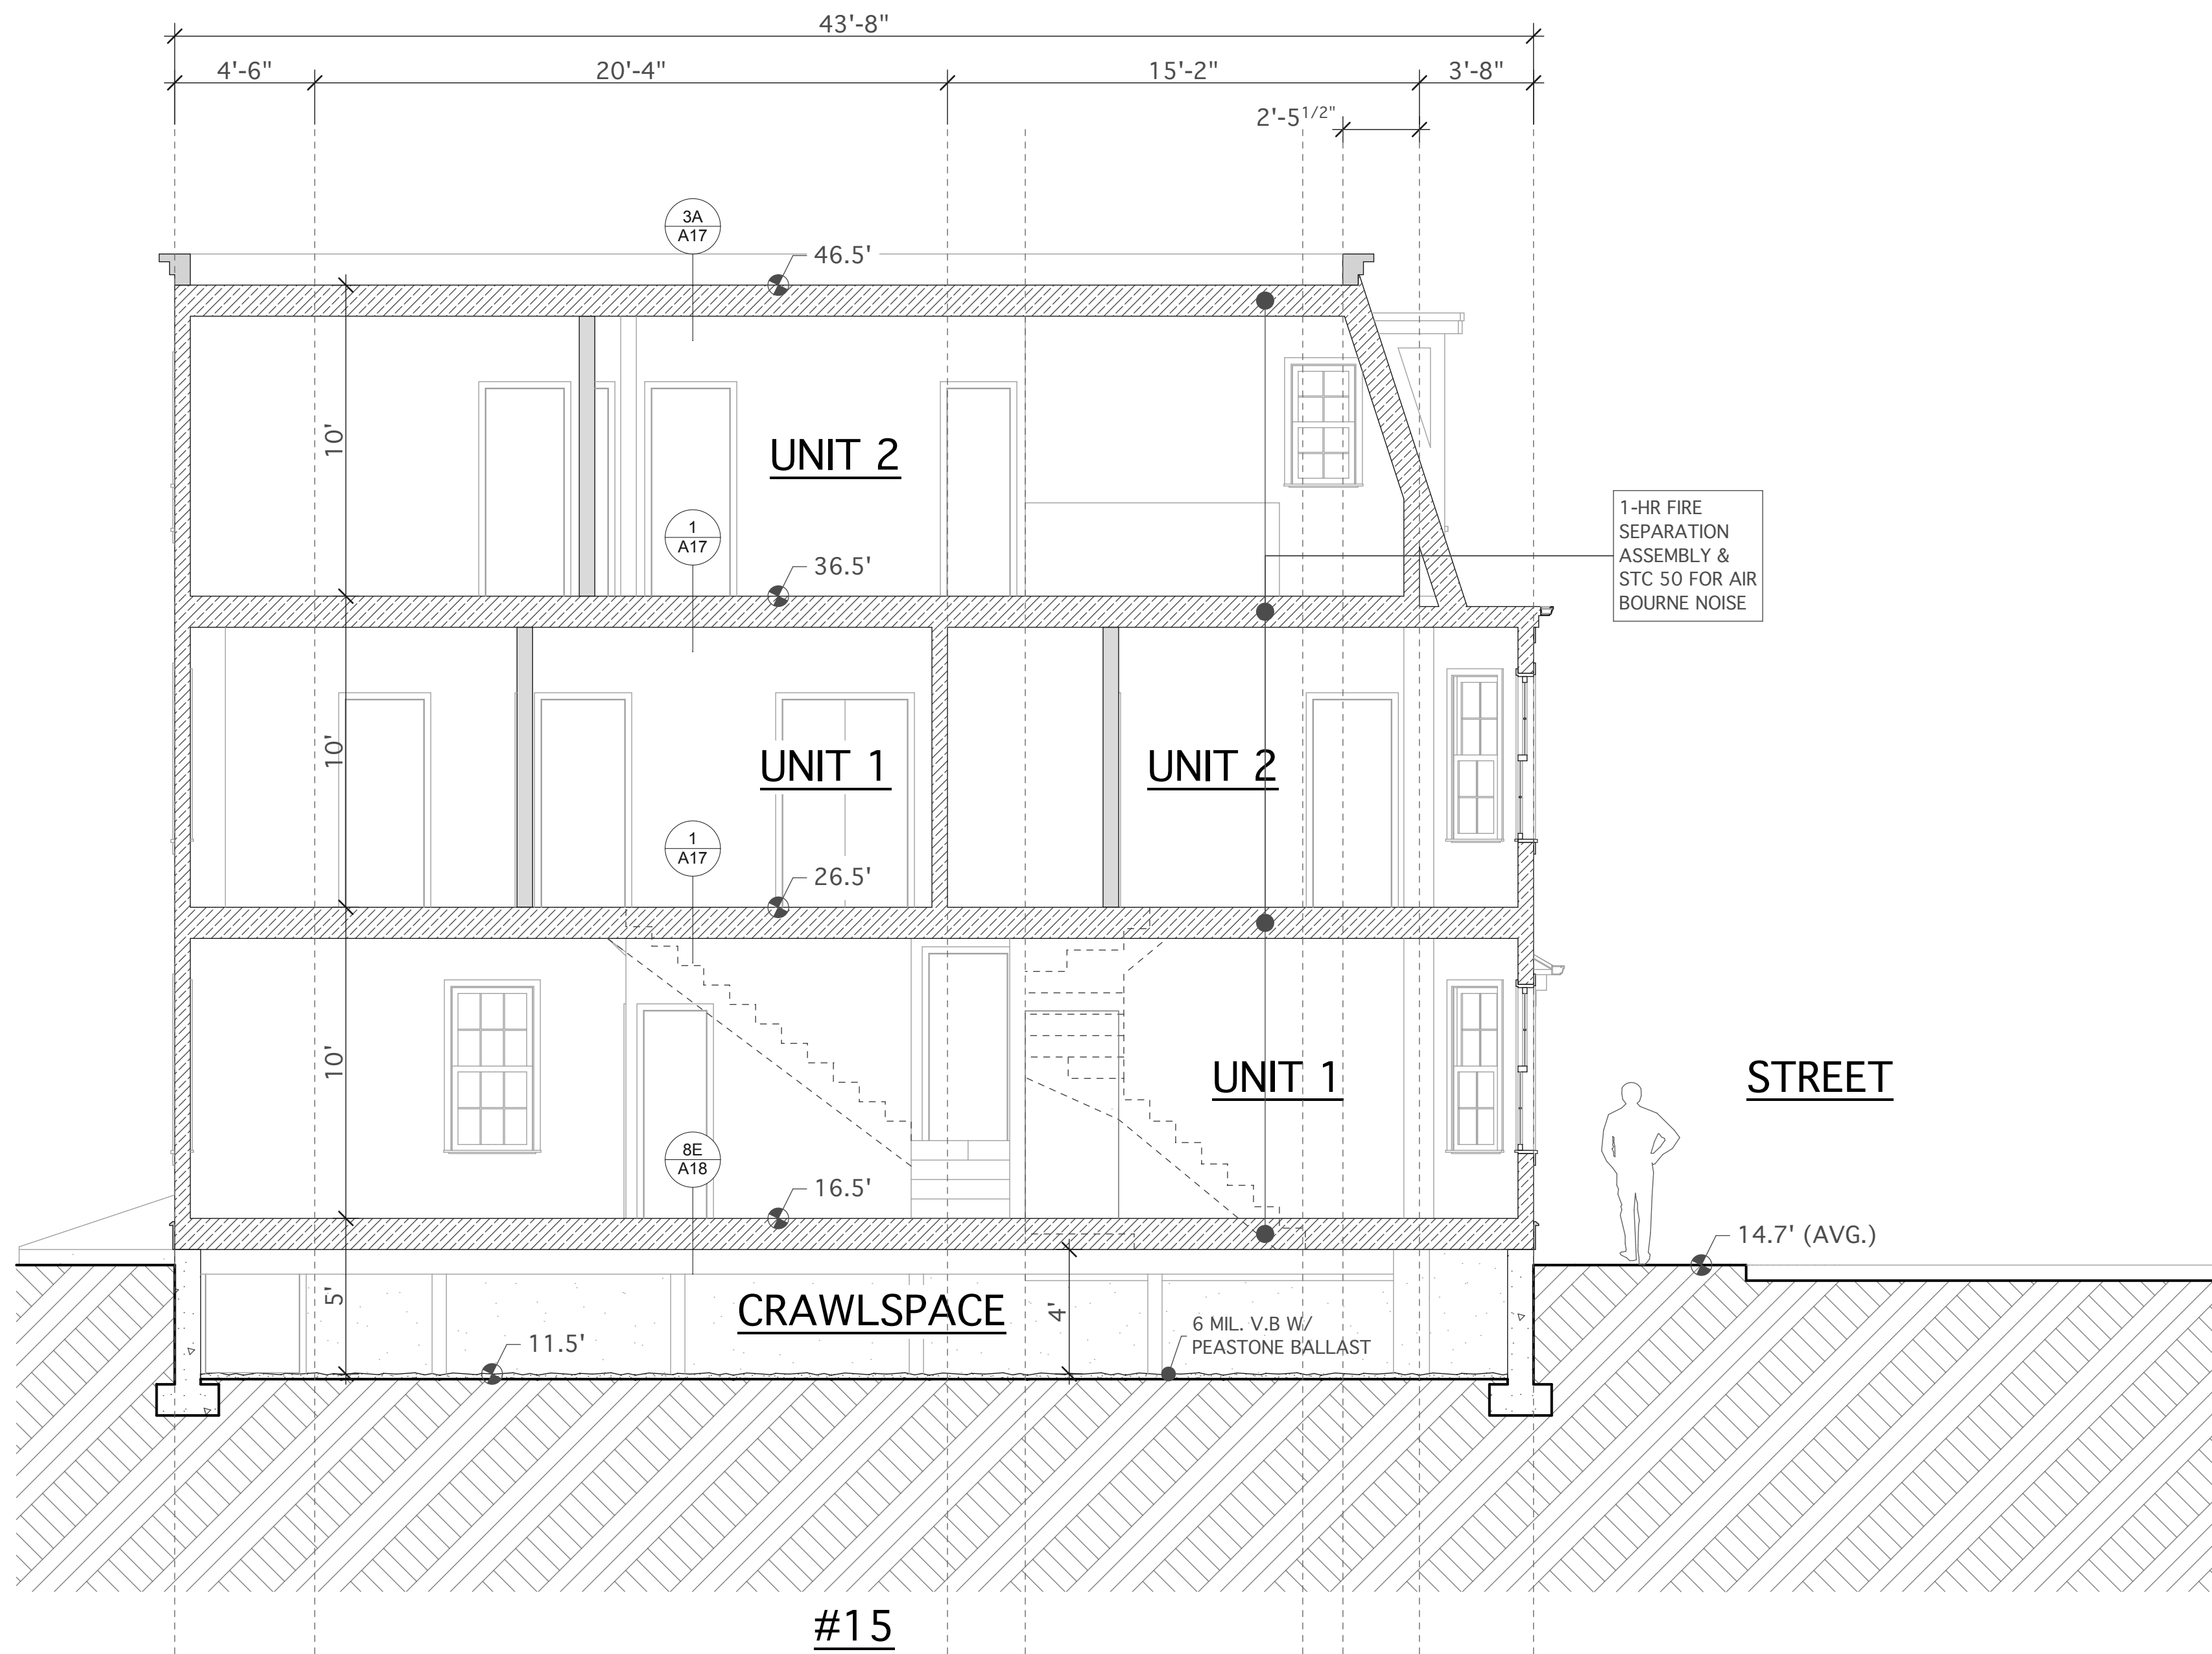 43'-8"
4'-6"
20'-4"
15'-2"
3'-8"
2'-5 1/2"
3A
A17
46.5'
10'
UNIT 2
1
A17
36.5'
1-HR FIRE
SEPARATION
ASSEMBLY &
STC 50 FOR AIR
BOURNE NOISE
10'
UNIT 1
UNIT 2
1
A17
26.5'
10'
UNIT 1
STREET
8E
A18
16.5'
14.7' (AVG.)
5'
CRAWLSPACE
4'
6 MIL. V.B W/
PEASTONE BALLAST
11.5'
#15